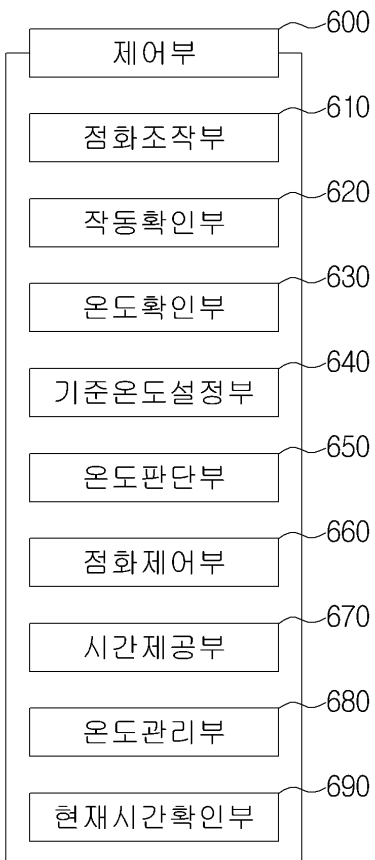 600
제어부
610
점화조작부
620
작동확인부
630
온도확인부
640
기준온도설정부
650
온도판단부
660
점화제어부
670
시간제공부
680
온도관리부
690
현재시간확인부